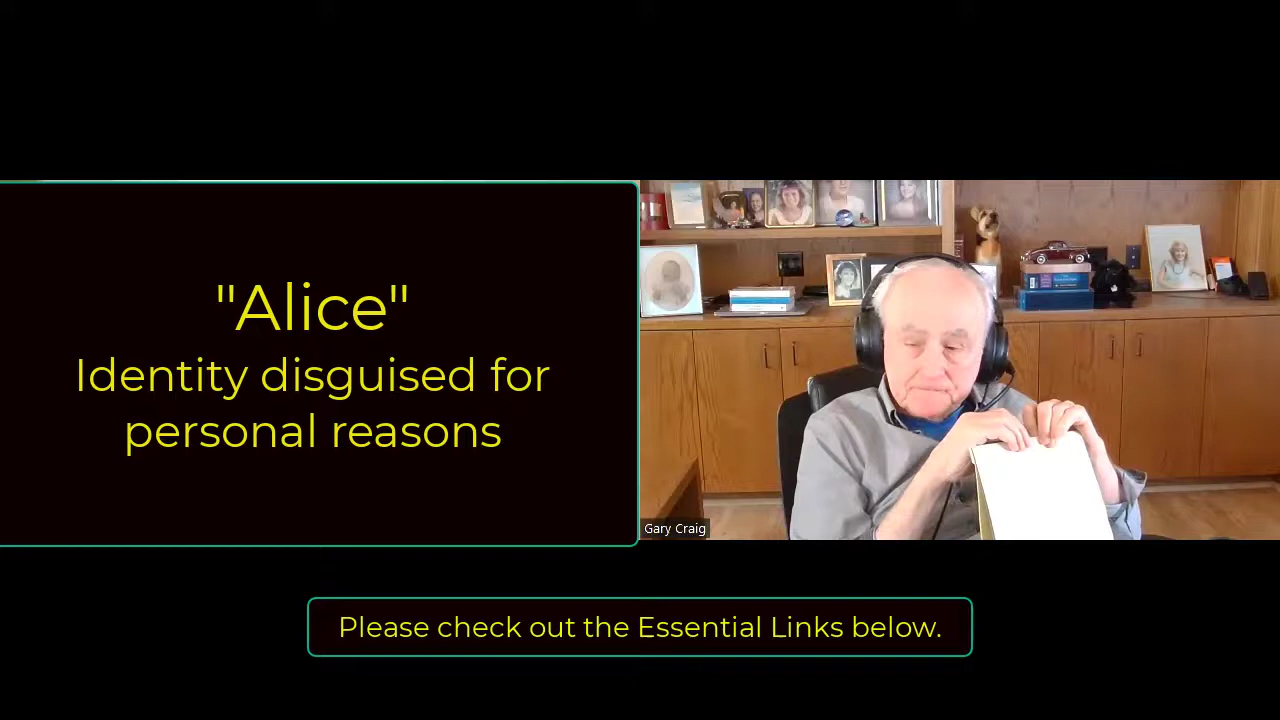 "Alice"
Identity disguised for
personal reasons
Gary Craig
Please check out the Essential Links below.